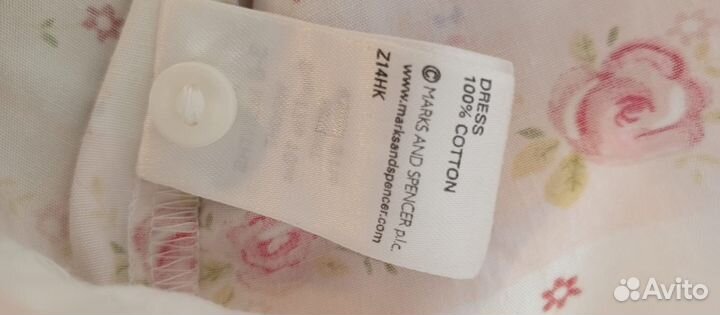 DRESS
100% COTTON
© MARKS AND SPENCER p.l.c.
www.marksandspencer.com
Z14HK
Avito